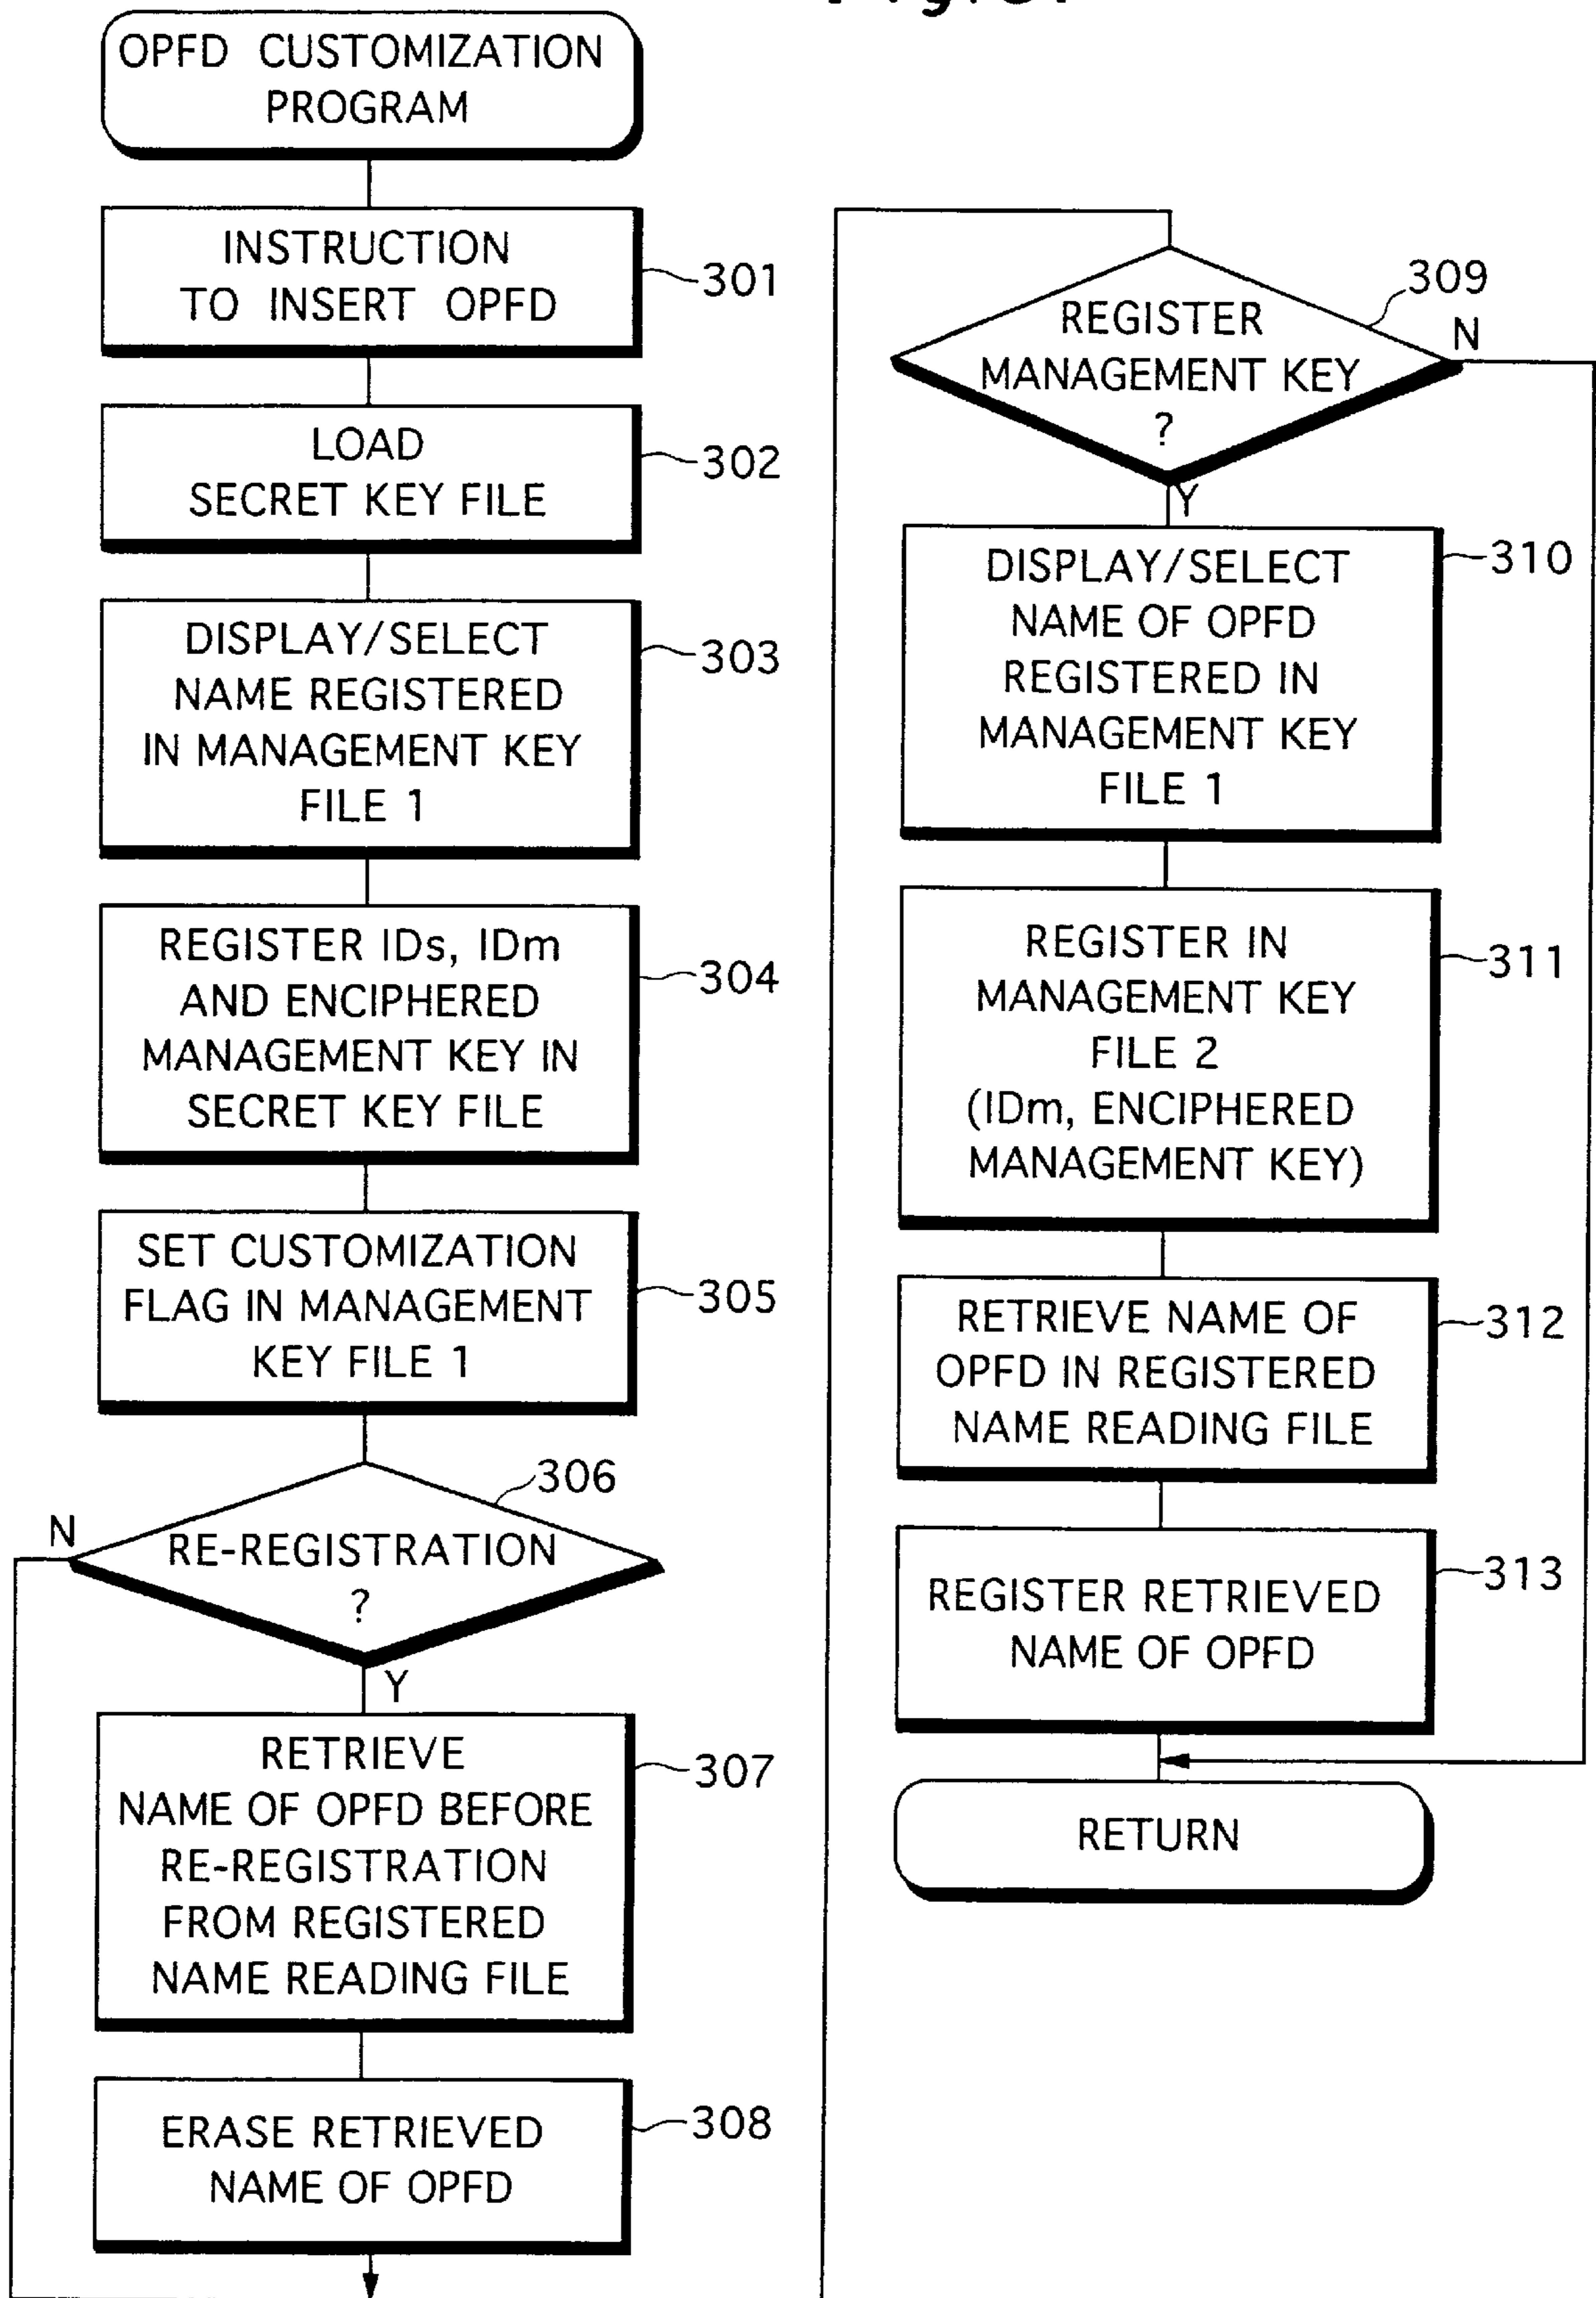 OPFD CUSTOMIZATION
PROGRAM
INSTRUCTION
TO INSERT OPFD
301
LOAD
SECRET KEY FILE
302
DISPLAY/SELECT
NAME REGISTERED
IN MANAGEMENT KEY
FILE 1
303
REGISTER IDs, IDm
AND ENCIPHERED
MANAGEMENT KEY IN
SECRET KEY FILE
304
SET CUSTOMIZATION
FLAG IN MANAGEMENT
KEY FILE 1
305
306
N
RE-REGISTRATION
?
Y
RETRIEVE
NAME OF OPFD BEFORE
RE-REGISTRATION
FROM REGISTERED
NAME READING FILE
307
ERASE RETRIEVED
NAME OF OPFD
308
309
REGISTER
MANAGEMENT KEY
?
N
Y
DISPLAY/SELECT
NAME OF OPFD
REGISTERED IN
MANAGEMENT KEY
FILE 1
310
REGISTER IN
MANAGEMENT KEY
FILE 2
(IDm, ENCIPHERED
MANAGEMENT KEY)
311
RETRIEVE NAME OF
OPFD IN REGISTERED
NAME READING FILE
312
REGISTER RETRIEVED
NAME OF OPFD
313
RETURN